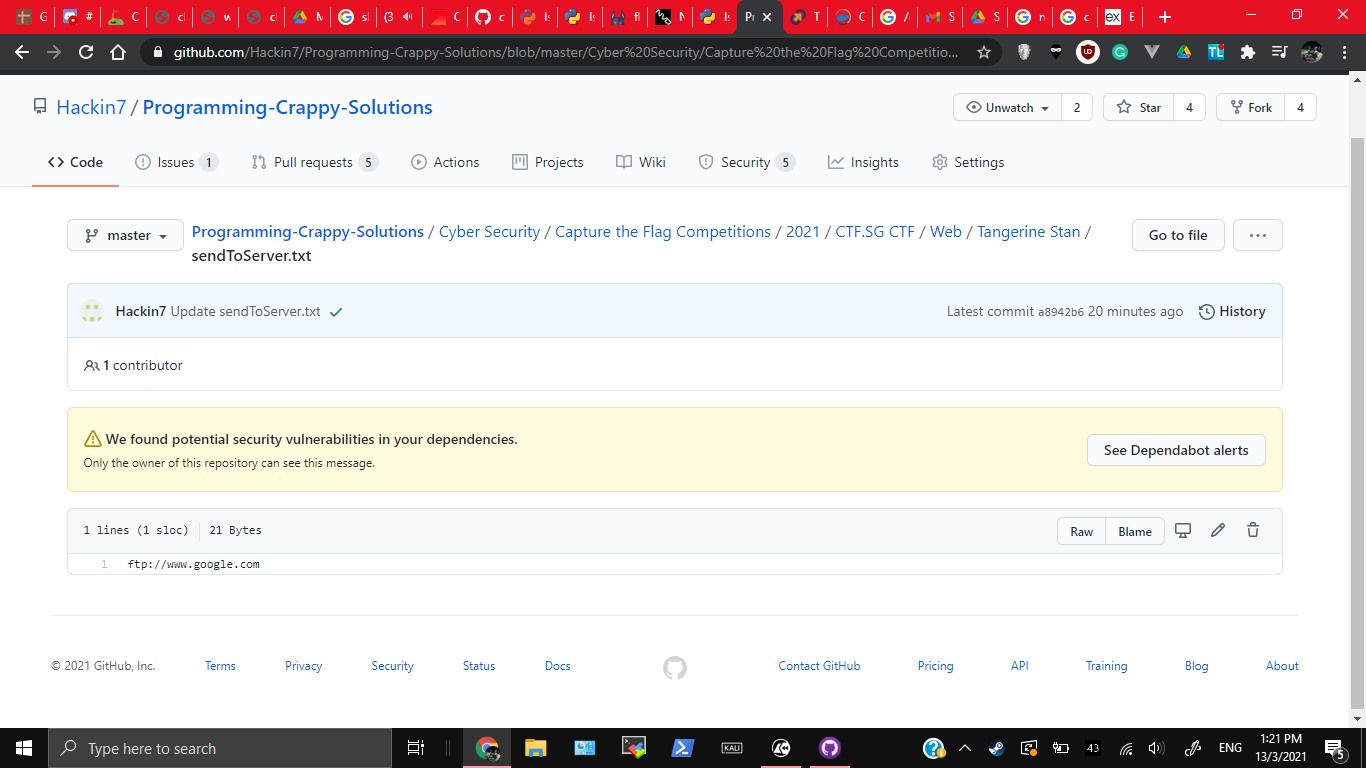 G # C cl w cl M s (3 C c Is Is fl N Is P T C G / S S n c E
github.com/Hackin7/Programming-Crappy-Solutions/blob/master/Cyber%20Security/Capture%20the%20Flag%20Competitio...
Hackin7 / Programming-Crappy-Solutions
Unwatch 2 Star 4 Fork 4
Code Issues 1 Pull requests 5 Actions Projects Wiki Security 5 Insights Settings
master
Programming-Crappy-Solutions / Cyber Security / Capture the Flag Competitions / 2021 / CTF.SG CTF / Web / Tangerine Stan /
sendToServer.txt
Go to file ...
Hackin7 Update sendToServer.txt
Latest commit a8942b6 20 minutes ago History
1 contributor
We found potential security vulnerabilities in your dependencies.
Only the owner of this repository can see this message.
See Dependabot alerts
1 lines (1 sloc) 21 Bytes
Raw Blame
1 ftp://www.google.com
© 2021 GitHub, Inc. Terms Privacy Security Status Docs Contact GitHub Pricing API Training Blog About
Type here to search
KALI
43
ENG
1:21 PM
13/3/2021
5